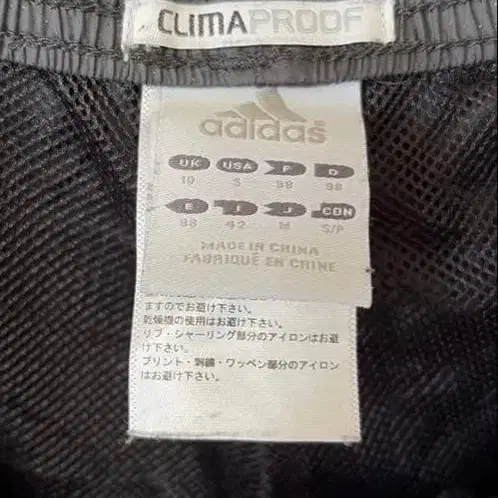 CLIMAPROOF
adidas
UK USA F D
10 S 38 36
E I J CDN
38 42 M S/P
MADE IN CHINA
FABRIQUÉ EN CHINE
ますのでお避け下さい。
乾燥機の使用はお避け下さい。
リブ・シャーリング部分のアイロンはお避
け下さい。
プリント・刺繍・ワッペン部分のアイロン
はお避け下さい。